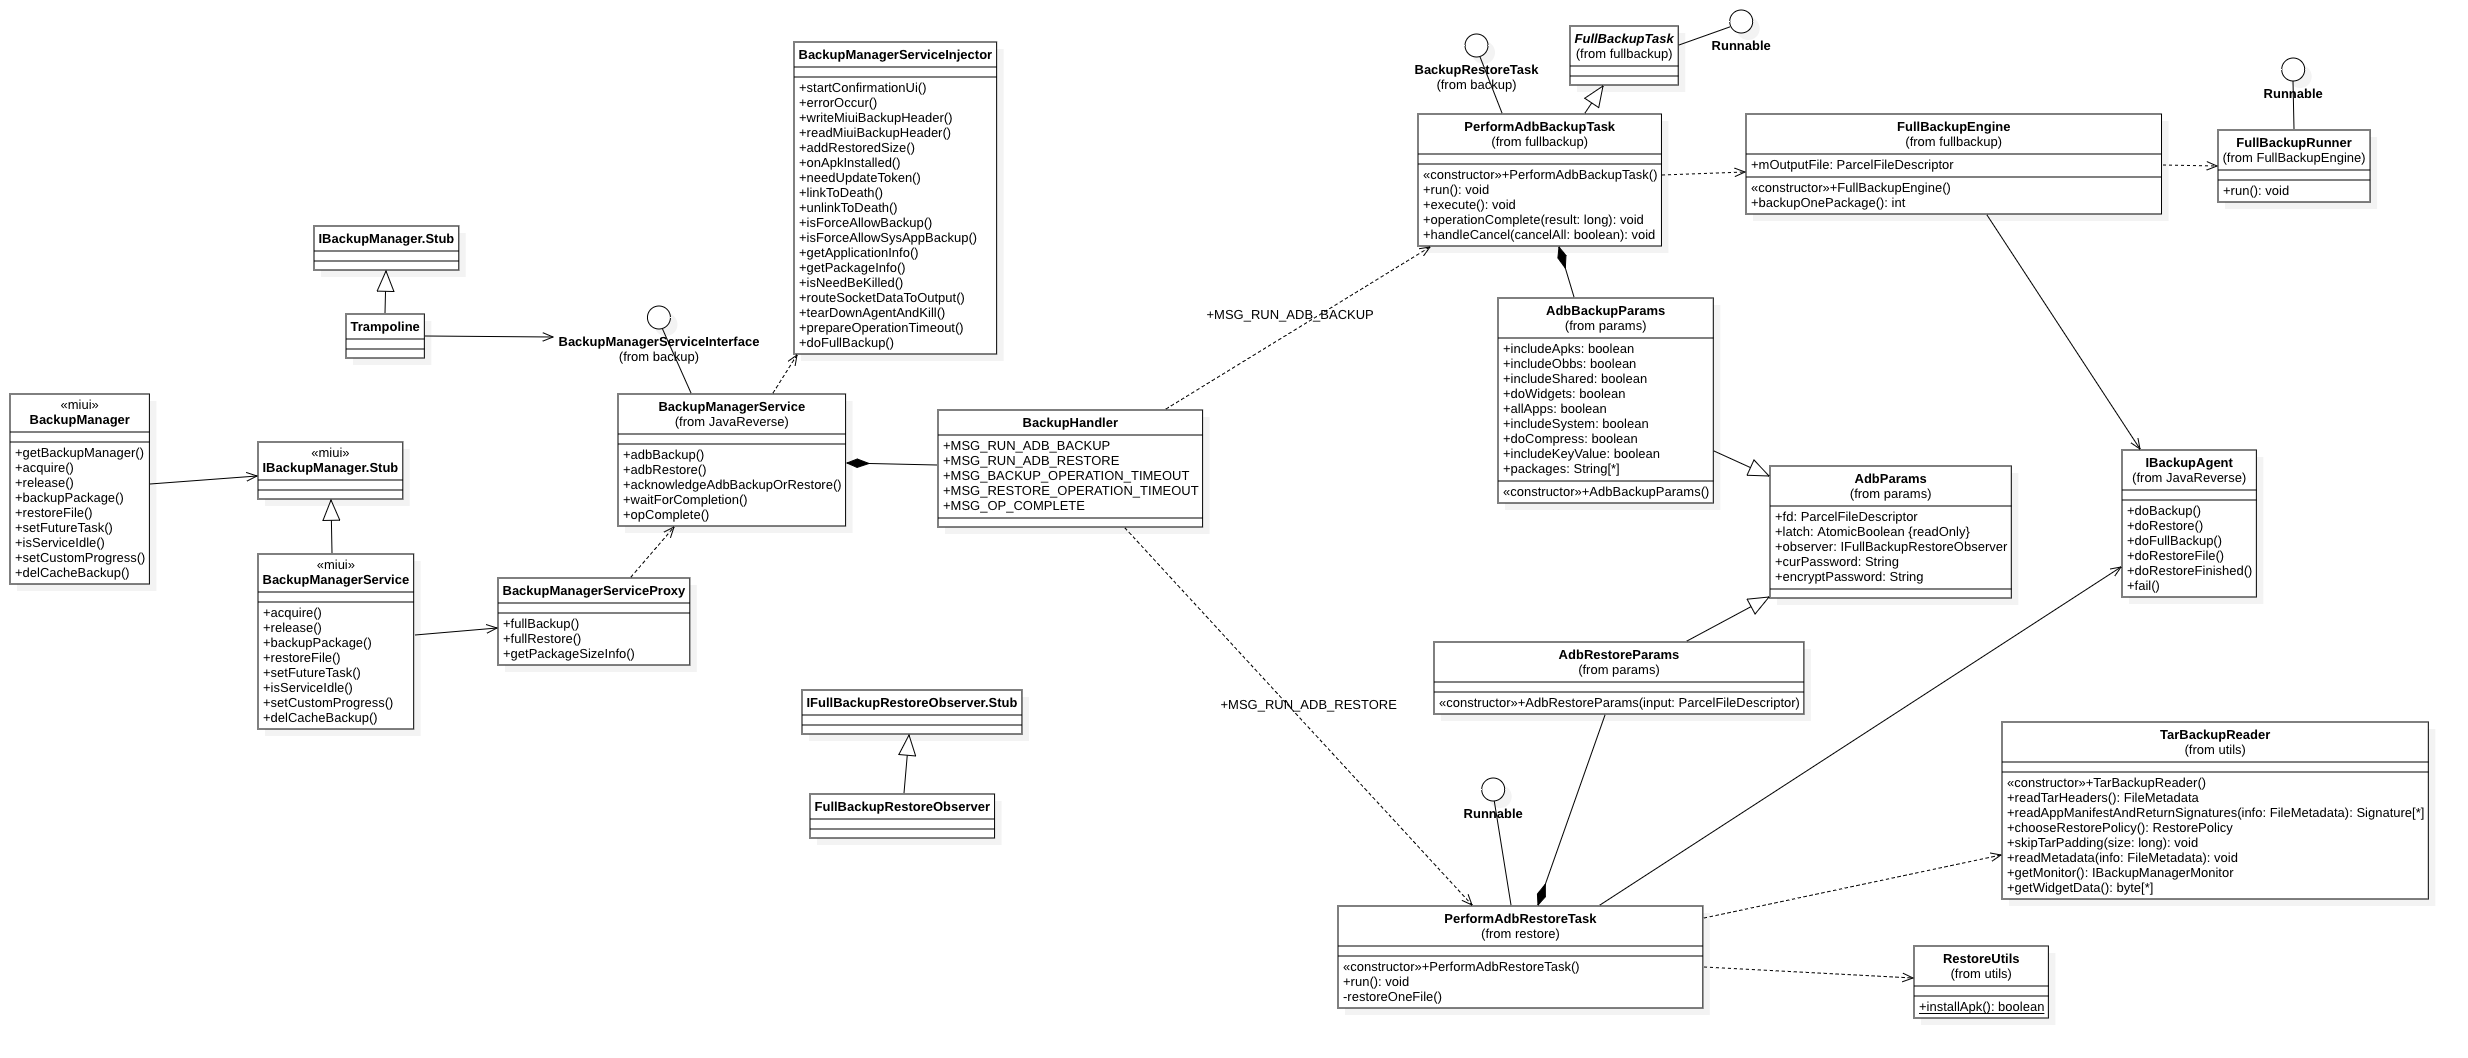 «miui»
BackupManager
+getBackupManager()
+acquire()
+release()
+backupPackage()
+restoreFile()
+setFutureTask()
+isServiceIdle()
+setCustomProgress()
+delCacheBackup()
IBackupManager.Stub
Trampoline
«miui»
IBackupManager.Stub
«miui»
BackupManagerService
+acquire()
+release()
+backupPackage()
+restoreFile()
+setFutureTask()
+isServiceIdle()
+setCustomProgress()
+delCacheBackup()
BackupManagerServiceInterface
(from backup)
BackupManagerServiceProxy
+fullBackup()
+fullRestore()
+getPackageSizeInfo()
BackupManagerService
(from JavaReverse)
+adbBackup()
+adbRestore()
+acknowledgeAdbBackupOrRestore()
+waitForCompletion()
+opComplete()
BackupManagerServiceInjector
+startConfirmationUi()
+errorOccur()
+writeMiuiBackupHeader()
+readMiuiBackupHeader()
+addRestoredSize()
+onApkInstalled()
+needUpdateToken()
+linkToDeath()
+unlinkToDeath()
+isForceAllowBackup()
+isForceAllowSysAppBackup()
+getApplicationInfo()
+getPackageInfo()
+isNeedBeKilled()
+routeSocketDataToOutput()
+tearDownAgentAndKill()
+prepareOperationTimeout()
+doFullBackup()
BackupHandler
+MSG_RUN_ADB_BACKUP
+MSG_RUN_ADB_RESTORE
+MSG_BACKUP_OPERATION_TIMEOUT
+MSG_RESTORE_OPERATION_TIMEOUT
+MSG_OP_COMPLETE
IFullBackupRestoreObserver.Stub
FullBackupRestoreObserver
+MSG_RUN_ADB_BACKUP
+MSG_RUN_ADB_RESTORE
BackupRestoreTask
(from backup)
FullBackupTask
(from fullbackup)
Runnable
PerformAdbBackupTask
(from fullbackup)
«constructor»+PerformAdbBackupTask()
+run(): void
+execute(): void
+operationComplete(result: long): void
+handleCancel(cancelAll: boolean): void
FullBackupEngine
(from fullbackup)
+mOutputFile: ParcelFileDescriptor
«constructor»+FullBackupEngine()
+backupOnePackage(): int
Runnable
FullBackupRunner
(from FullBackupEngine)
+run(): void
AdbBackupParams
(from params)
+includeApks: boolean
+includeObbs: boolean
+includeShared: boolean
+doWidgets: boolean
+allApps: boolean
+includeSystem: boolean
+doCompress: boolean
+includeKeyValue: boolean
+packages: String[*]
«constructor»+AdbBackupParams()
AdbParams
(from params)
+fd: ParcelFileDescriptor
+latch: AtomicBoolean {readOnly}
+observer: IFullBackupRestoreObserver
+curPassword: String
+encryptPassword: String
IBackupAgent
(from JavaReverse)
+doBackup()
+doRestore()
+doFullBackup()
+doRestoreFile()
+doRestoreFinished()
+fail()
AdbRestoreParams
(from params)
«constructor»+AdbRestoreParams(input: ParcelFileDescriptor)
Runnable
PerformAdbRestoreTask
(from restore)
«constructor»+PerformAdbRestoreTask()
+run(): void
-restoreOneFile()
TarBackupReader
(from utils)
«constructor»+TarBackupReader()
+readTarHeaders(): FileMetadata
+readAppManifestAndReturnSignatures(info: FileMetadata): Signature[*]
+chooseRestorePolicy(): RestorePolicy
+skipTarPadding(size: long): void
+readMetadata(info: FileMetadata): void
+getMonitor(): IBackupManagerMonitor
+getWidgetData(): byte[*]
RestoreUtils
(from utils)
+installApk(): boolean